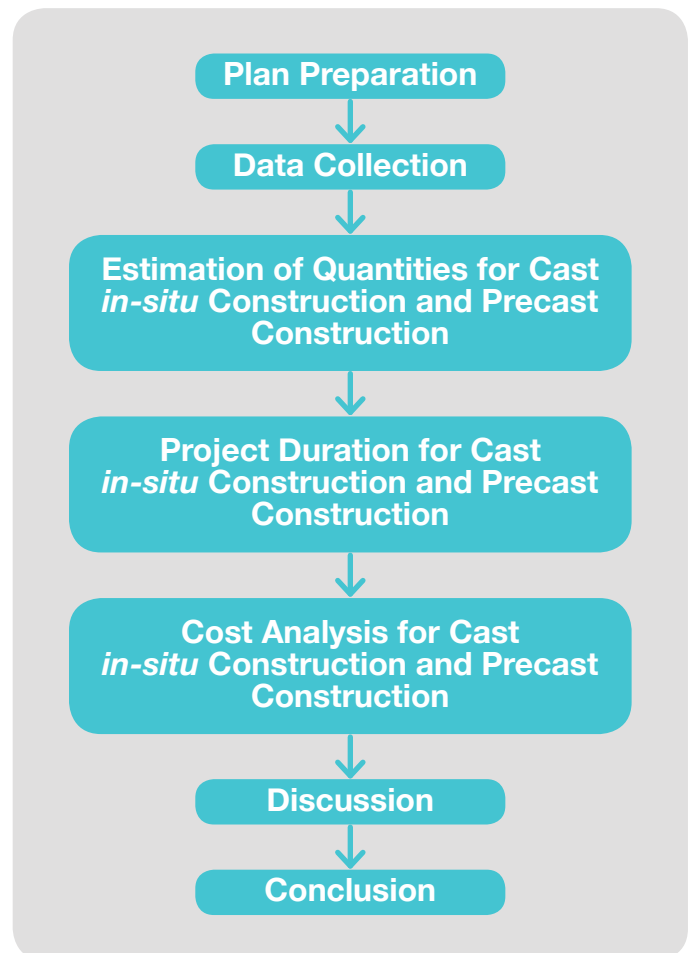 Plan Preparation
Data Collection
Estimation of Quantities for Cast
in-situ Construction and Precast
Construction
Project Duration for Cast
in-situ Construction and Precast
Construction
Cost Analysis for Cast
in-situ Construction and Precast
Construction
Discussion
Conclusion